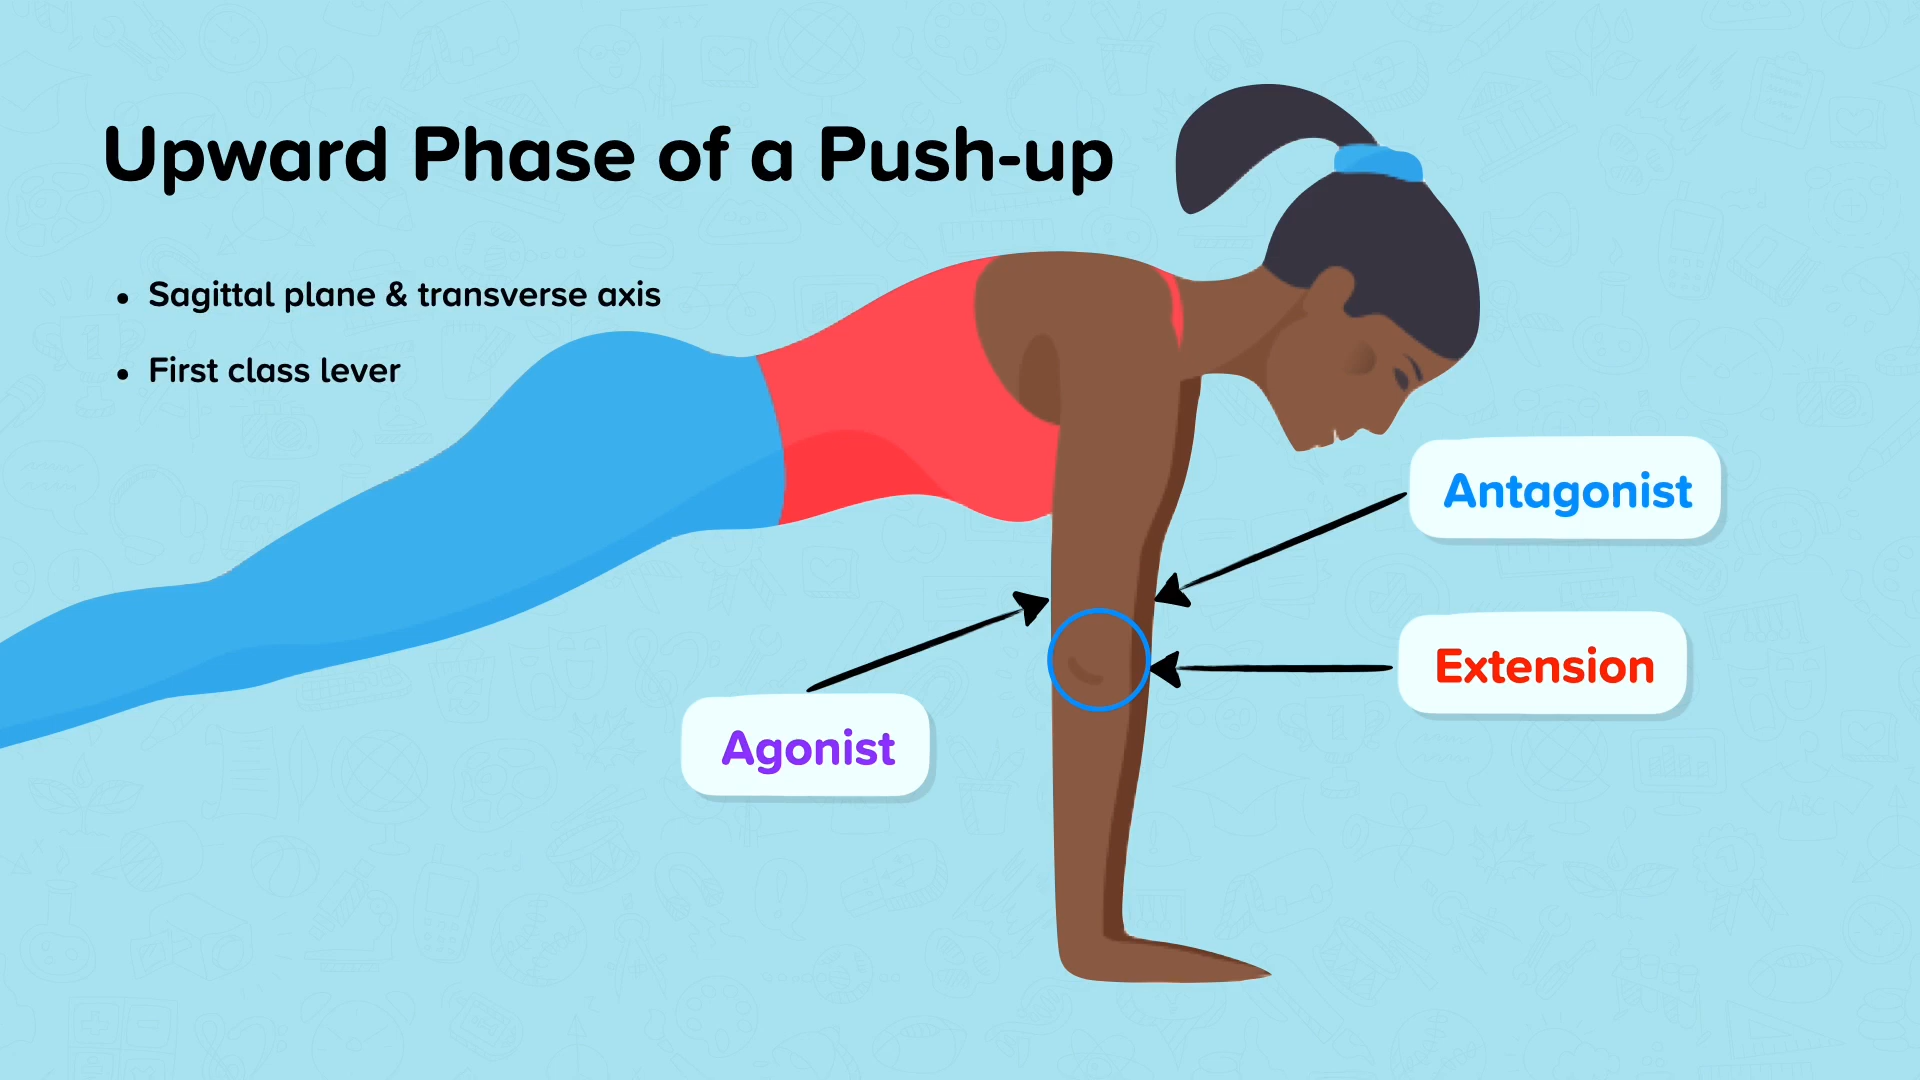 Upward Phase of a Push-up
• Sagittal plane & transverse axis
• First class lever
Antagonist
Extension
Agonist